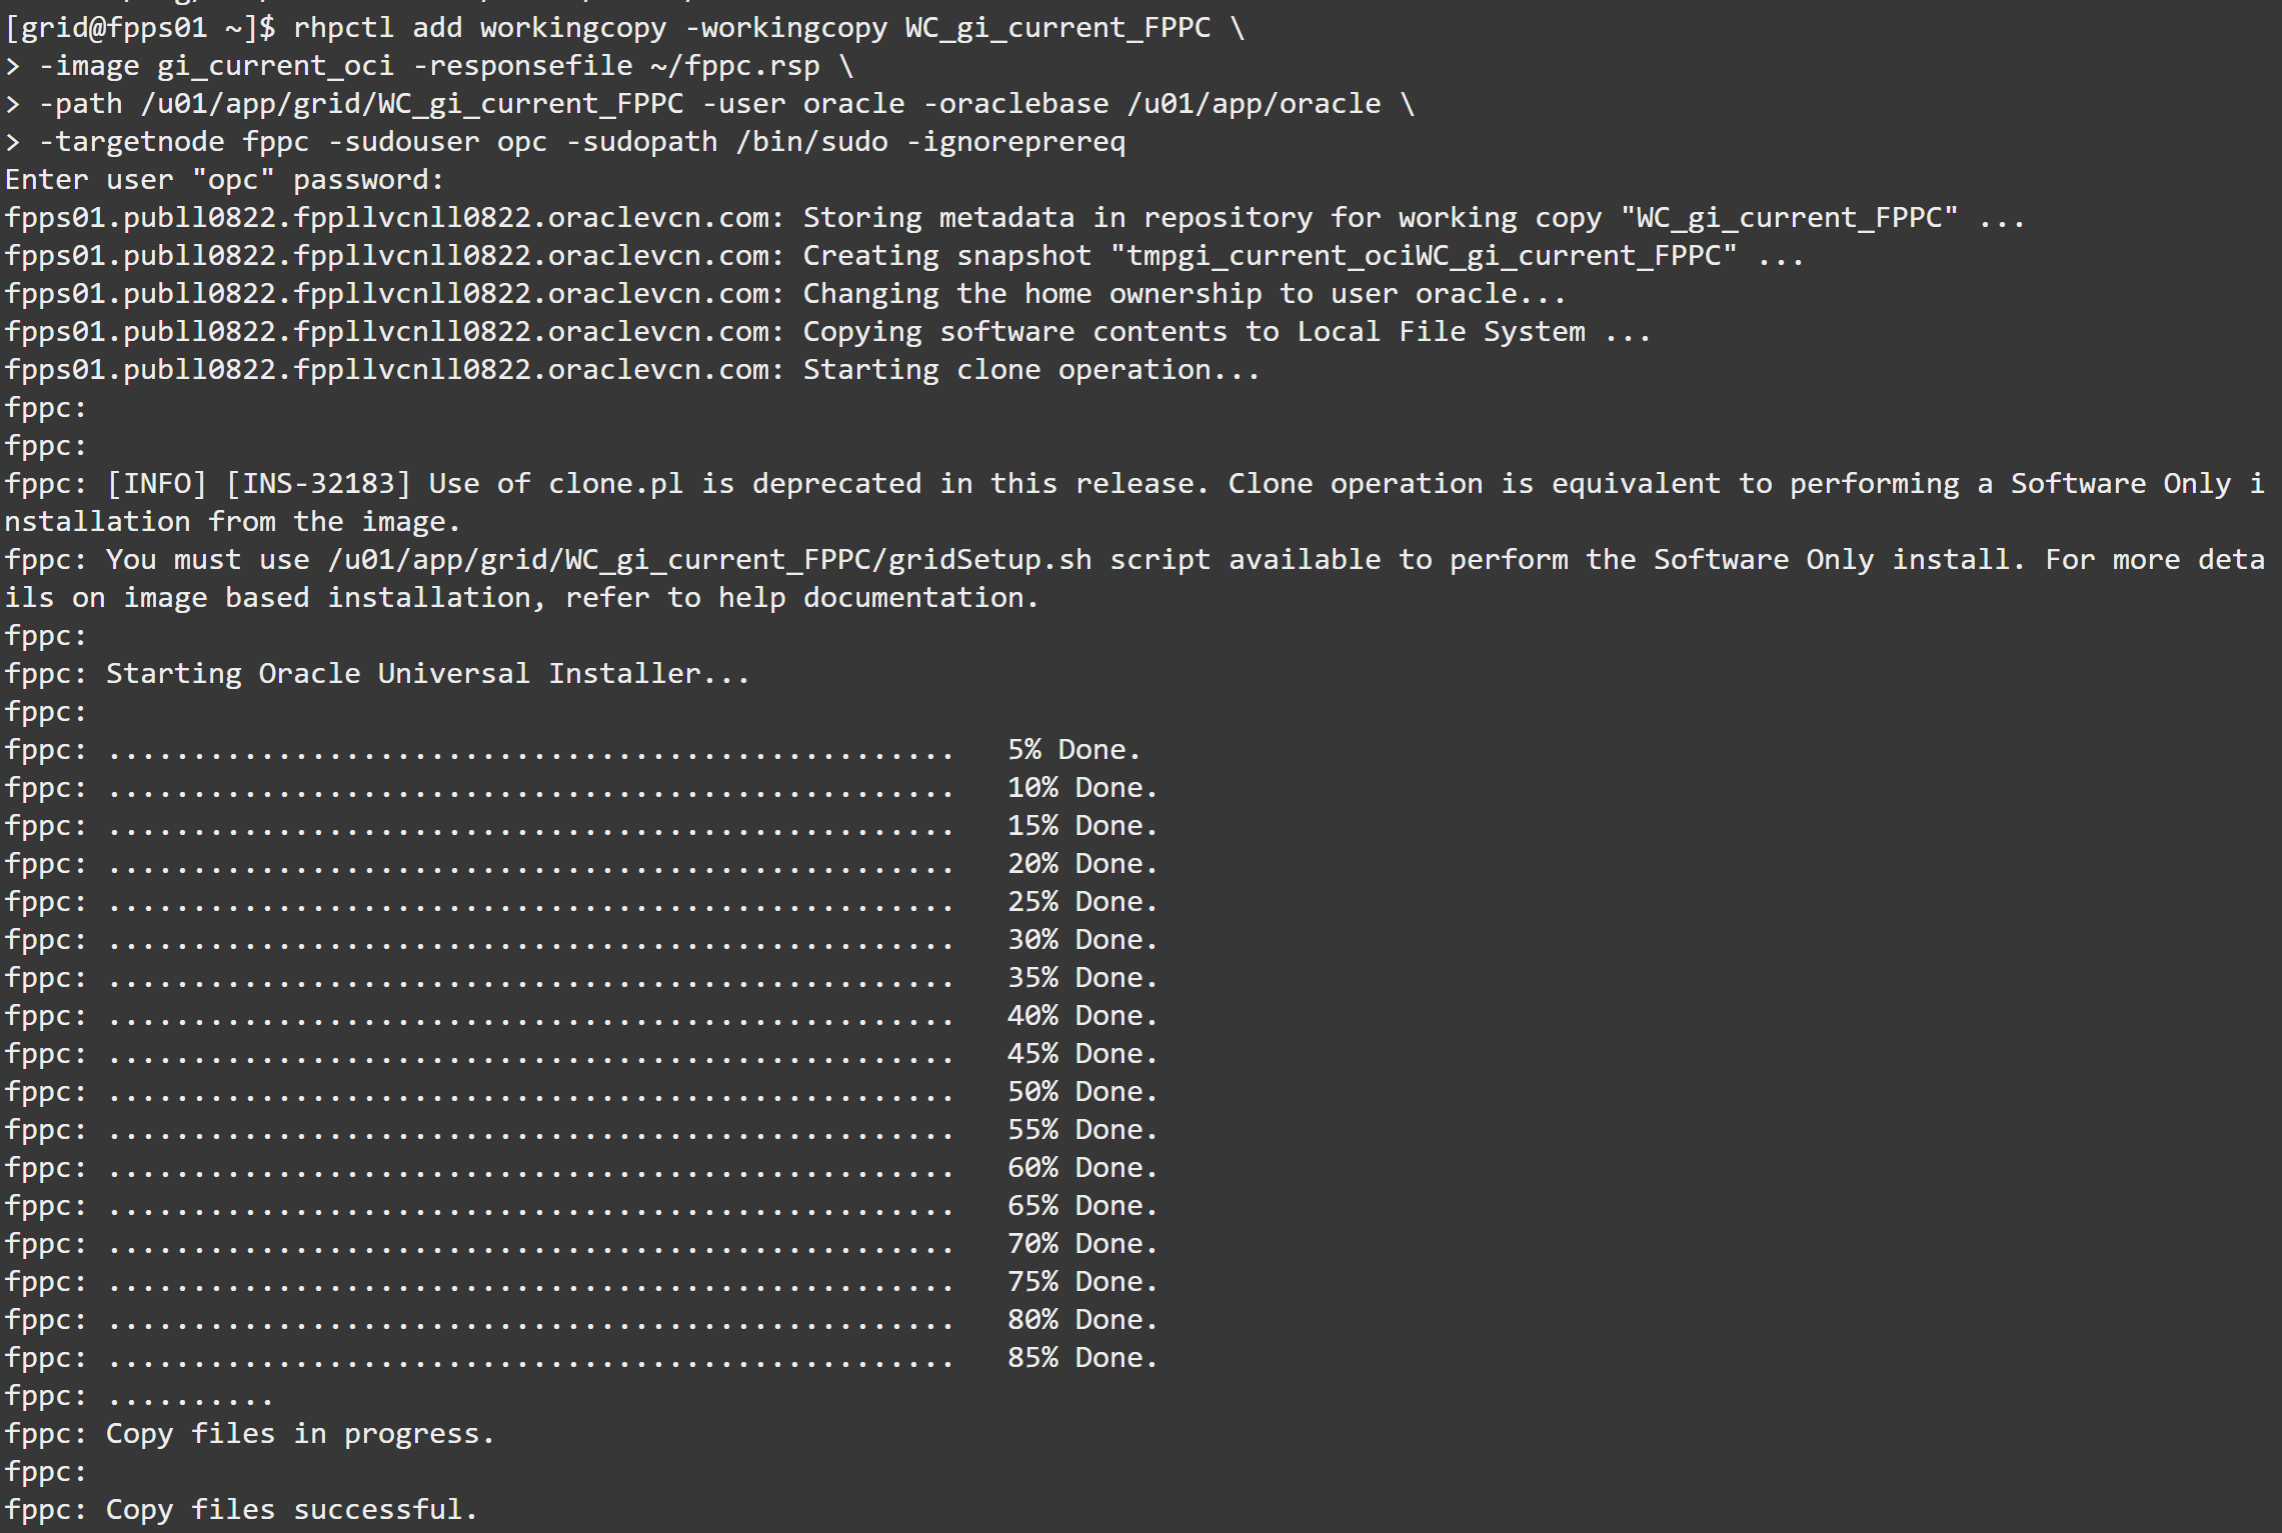 [grid@fpps01 ~]$ rhpctl add workingcopy -workingcopy WC_gi_current_FPPC \
> -image gi_current_oci -responsefile ~/fppc.rsp \
> -path /u01/app/grid/WC_gi_current_FPPC -user oracle -oraclebase /u01/app/oracle \
> -targetnode fppc -sudouser opc -sudopath /bin/sudo -ignoreprereq
Enter user "opc" password:
fpps01.publl0822.fppllvcnll0822.oraclevcn.com: Storing metadata in repository for working copy "WC_gi_current_FPPC" ...
fpps01.publl0822.fppllvcnll0822.oraclevcn.com: Creating snapshot "tmpgi_current_ociWC_gi_current_FPPC" ...
fpps01.publl0822.fppllvcnll0822.oraclevcn.com: Changing the home ownership to user oracle...
fpps01.publl0822.fppllvcnll0822.oraclevcn.com: Copying software contents to Local File System ...
fpps01.publl0822.fppllvcnll0822.oraclevcn.com: Starting clone operation...
fppc:
fppc:
fppc: [INFO] [INS-32183] Use of clone.pl is deprecated in this release. Clone operation is equivalent to performing a Software Only i
nstallation from the image.
fppc: You must use /u01/app/grid/WC_gi_current_FPPC/gridSetup.sh script available to perform the Software Only install. For more deta
ils on image based installation, refer to help documentation.
fppc:
fppc: Starting Oracle Universal Installer...
fppc:
fppc: ..................................................   5% Done.
fppc: ..................................................   10% Done.
fppc: ..................................................   15% Done.
fppc: ..................................................   20% Done.
fppc: ..................................................   25% Done.
fppc: ..................................................   30% Done.
fppc: ..................................................   35% Done.
fppc: ..................................................   40% Done.
fppc: ..................................................   45% Done.
fppc: ..................................................   50% Done.
fppc: ..................................................   55% Done.
fppc: ..................................................   60% Done.
fppc: ..................................................   65% Done.
fppc: ..................................................   70% Done.
fppc: ..................................................   75% Done.
fppc: ..................................................   80% Done.
fppc: ..................................................   85% Done.
fppc: ..........
fppc: Copy files in progress.
fppc:
fppc: Copy files successful.